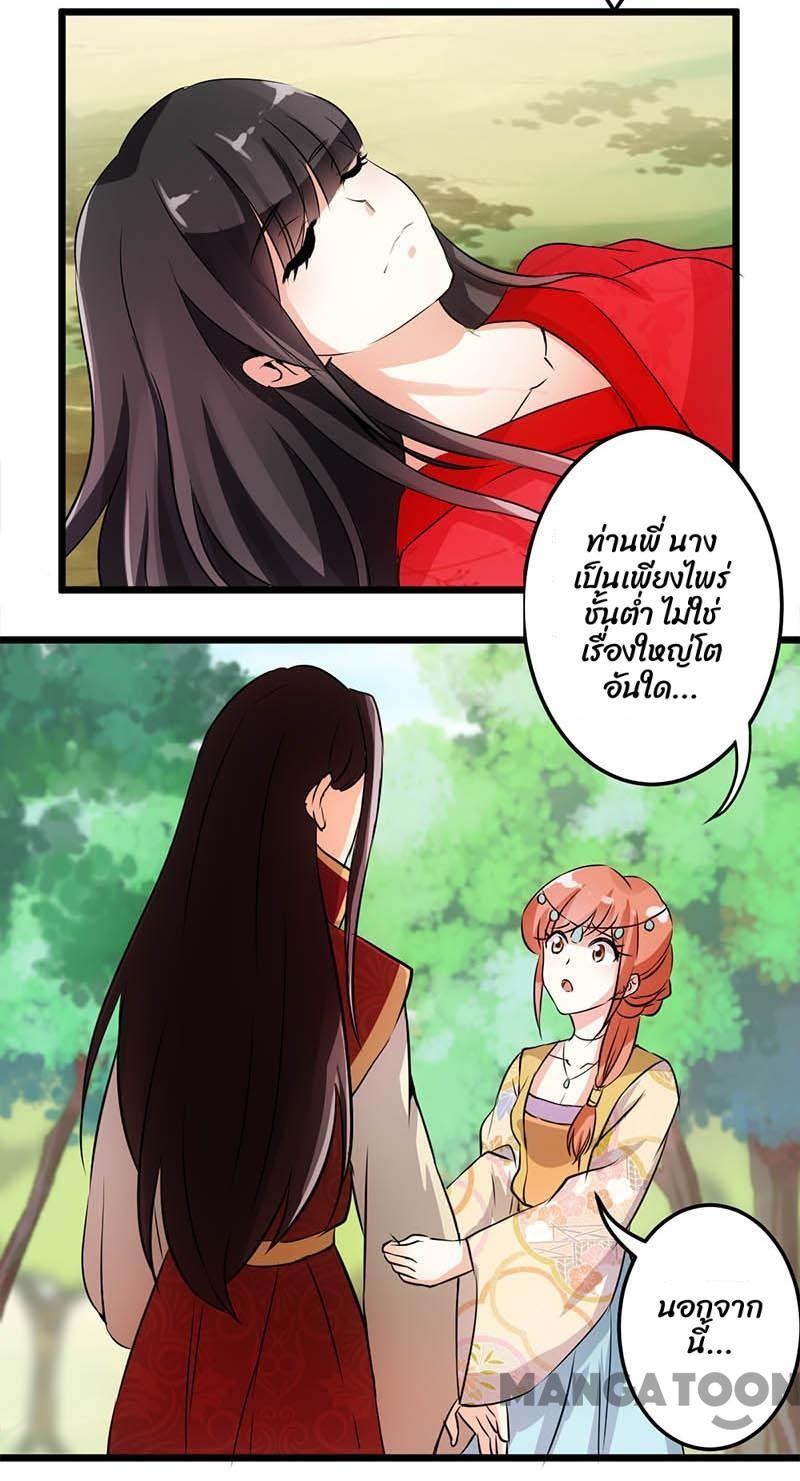 ท่านพี่ นาง
เป็นเพียงไพร่
ชั้นต่ำ ไม่ใช่
เรื่องใหญ่โต
อันใด...
นอกจาก
นี้...
MANGATOON